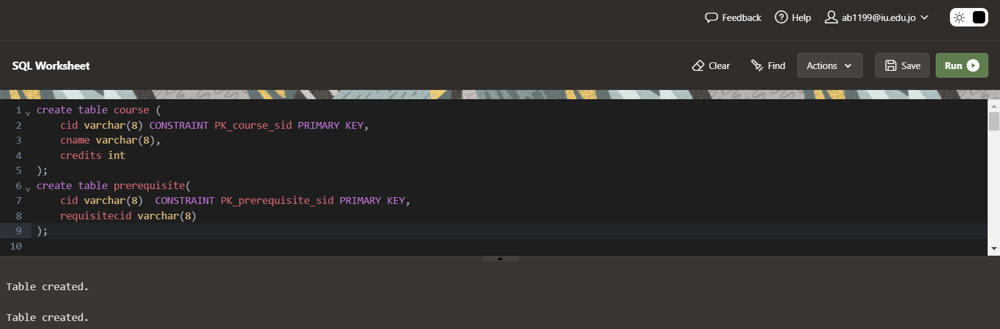 Feedback Help ab1199@iu.edu.jo
SQL Worksheet Clear Find Actions Save Run
1 create table course (
2     cid varchar(8) CONSTRAINT PK_course_sid PRIMARY KEY,
3     cname varchar(8),
4     credits int
5 );
6 create table prerequisite(
7     cid varchar(8)  CONSTRAINT PK_prerequisite_sid PRIMARY KEY,
8     requisitecid varchar(8)
9 );
10
Table created.
Table created.